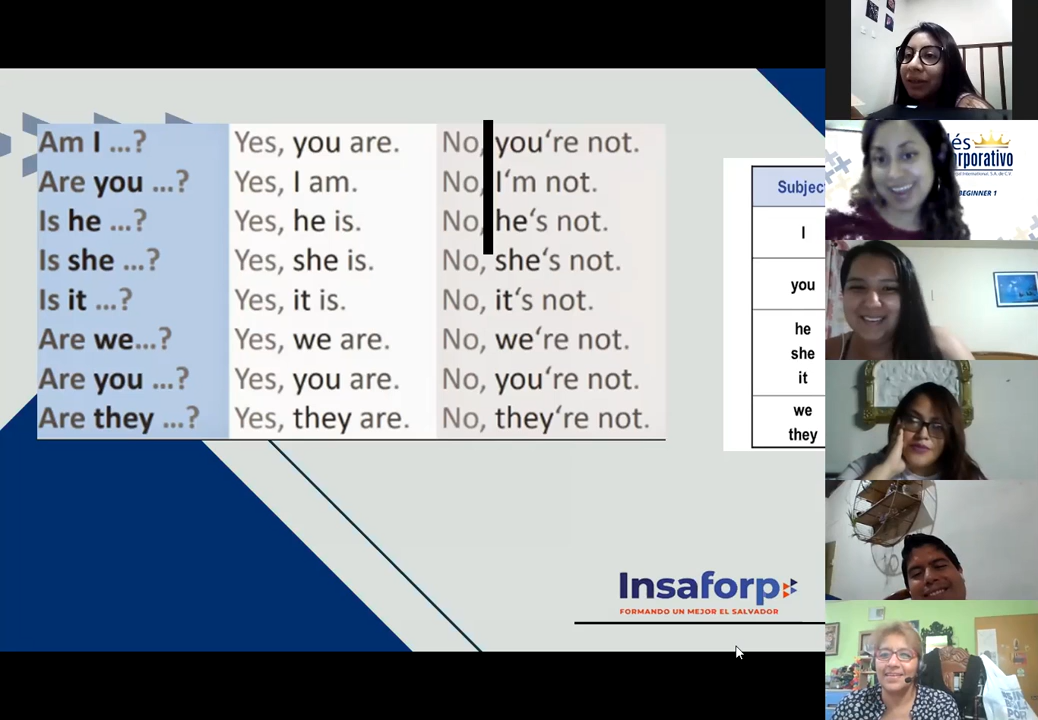 Am I ...? Yes, you are. No, you're not.
Are you ...? Yes, I am. No, I'm not.
Is he ...? Yes, he is. No, he's not.
Is she ...? Yes, she is. No, she's not.
Is it ...? Yes, it is. No, it's not.
Are we...? Yes, we are. No, we're not.
Are you ...? Yes, you are. No, you're not.
Are they ...? Yes, they are. No, they're not.
Subjec
I
you
he
she
it
we
they
Insaforp
FORMANDO UN MEJOR EL SALVADOR
és
orporativo
BEGINNER 1